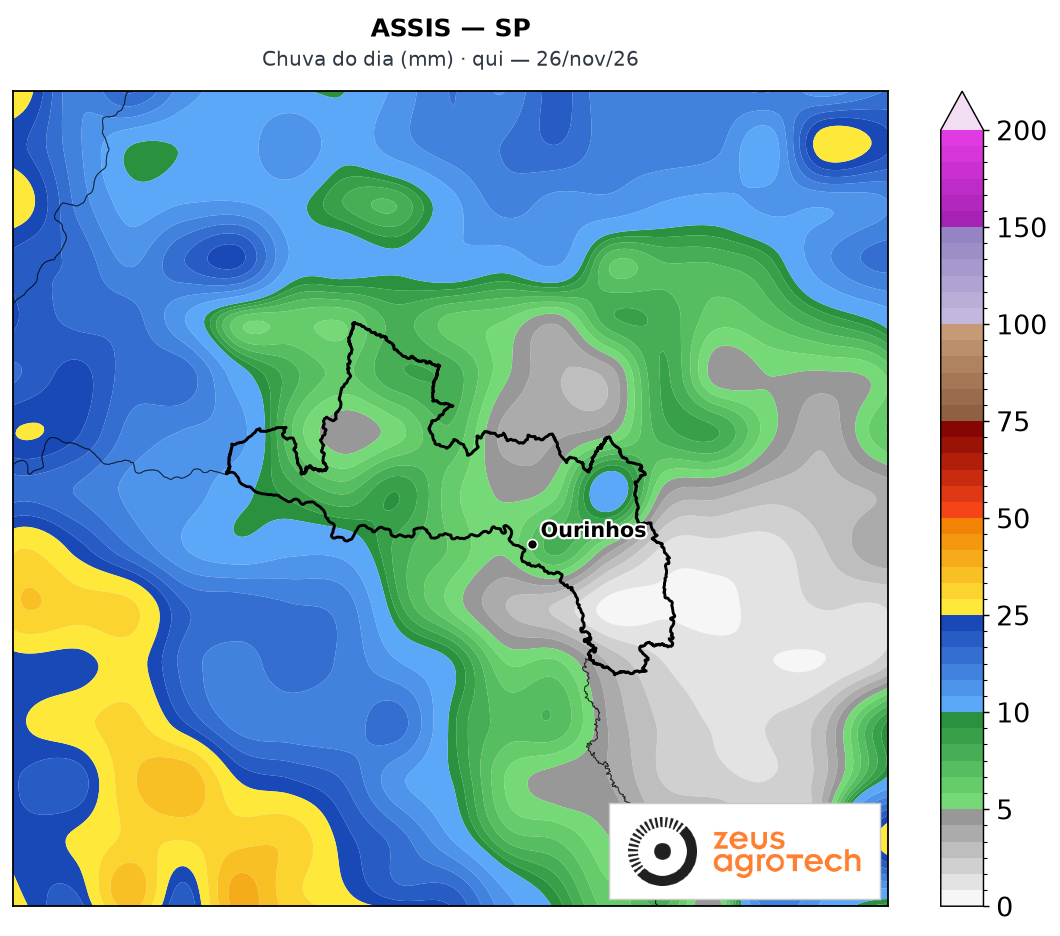 ASSIS — SP
Chuva do dia (mm) · qui — 26/nov/26
200
150
100
75
50
25
10
5
0
Ourinhos
zeus
agrotech